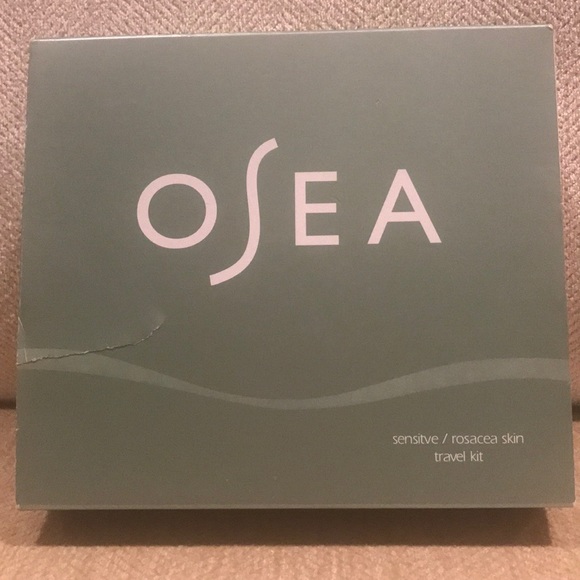 OSEA
sensitve / rosacea skin
travel kit